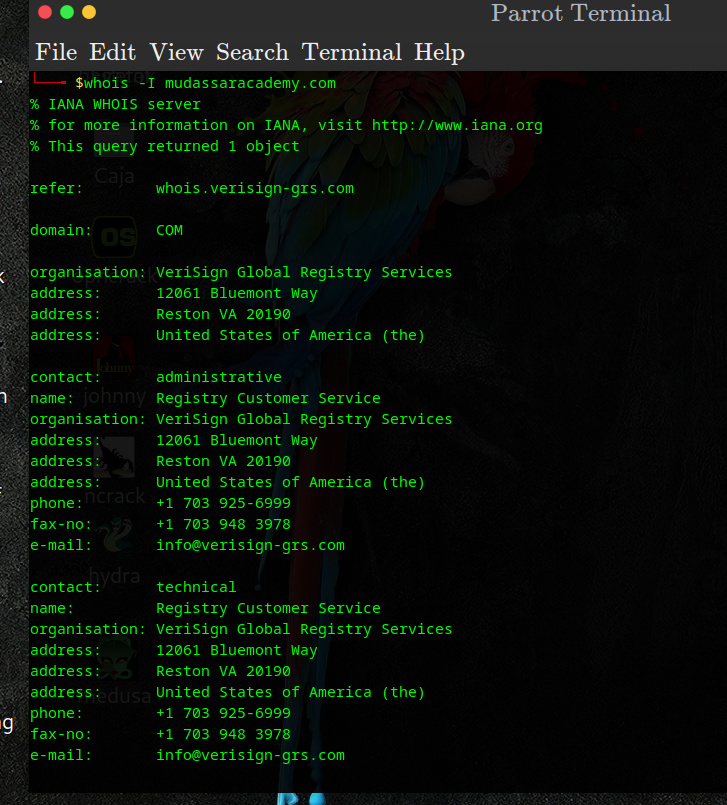 Parrot Terminal
File Edit View Search Terminal Help
$whois -I mudassaracademy.com
% IANA WHOIS server
% for more information on IANA, visit http://www.iana.org
% This query returned 1 object
Caja
refer: whois.verisign-grs.com
domain: COM
organisation: VeriSign Global Registry Services
address: 12061 Bluemont Way
address: Reston VA 20190
address: United States of America (the)
contact: administrative
johnny
name: Registry Customer Service
organisation: VeriSign Global Registry Services
address: 12061 Bluemont Way
address: Reston VA 20190
address: United States of America (the)
ncrack
phone: +1 703 925-6999
fax-no: +1 703 948 3978
e-mail: info@verisign-grs.com
hydra
contact: technical
name: Registry Customer Service
organisation: VeriSign Global Registry Services
address: 12061 Bluemont Way
address: Reston VA 20190
address: United States of America (the)
medusa
phone: +1 703 925-6999
fax-no: +1 703 948 3978
e-mail: info@verisign-grs.com